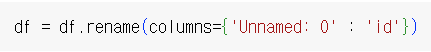 df = df.rename(columns={'Unnamed: 0' : 'id'})